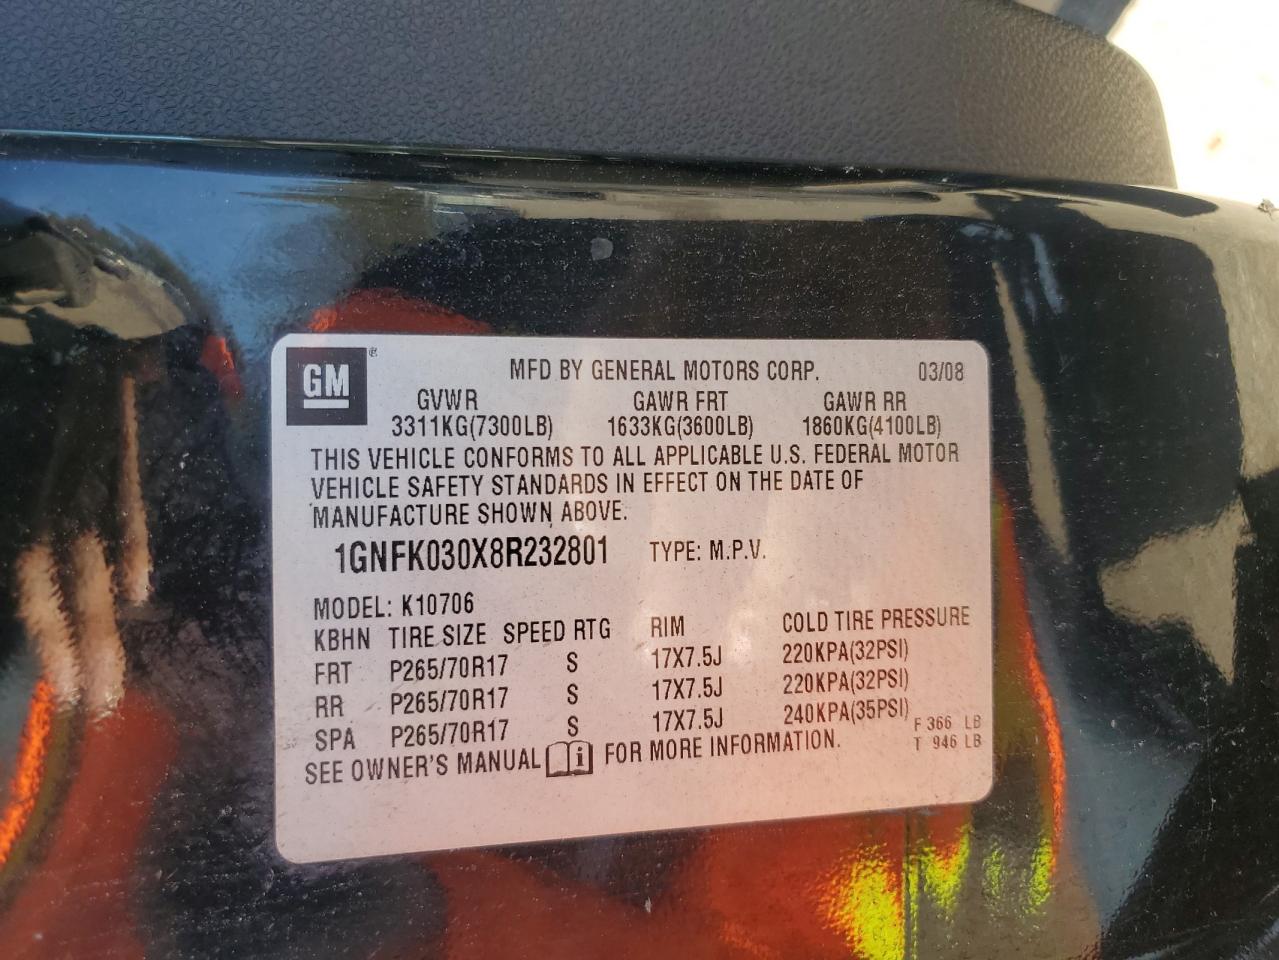 GM ® MFD BY GENERAL MOTORS CORP. 03/08
GVWR GAWR FRT GAWR RR
3311KG(7300LB) 1633KG(3600LB) 1860KG(4100LB)
THIS VEHICLE CONFORMS TO ALL APPLICABLE U.S. FEDERAL MOTOR
VEHICLE SAFETY STANDARDS IN EFFECT ON THE DATE OF
MANUFACTURE SHOWN ABOVE.
1GNFK030X8R232801 TYPE: M.P.V.
MODEL: K10706
KBHN TIRE SIZE SPEED RTG RIM COLD TIRE PRESSURE
FRT P265/70R17 S 17X7.5J 220KPA(32PSI)
RR P265/70R17 S 17X7.5J 220KPA(32PSI)
SPA P265/70R17 S 17X7.5J 240KPA(35PSI) F 366 LB
SEE OWNER'S MANUAL i FOR MORE INFORMATION. T 946 LB